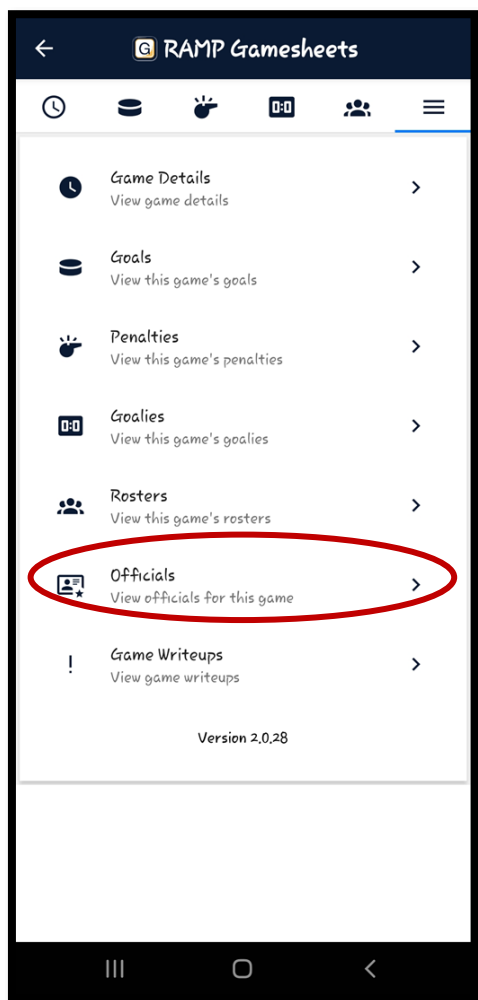 G RAMP Gamesheets
0:0
Game Details
View game details
Goals
View this game's goals
Penalties
View this game's penalties
0:0
Goalies
View this game's goalies
Rosters
View this game's rosters
Officials
View officials for this game
!
Game Writeups
View game writeups
Version 2.0.28